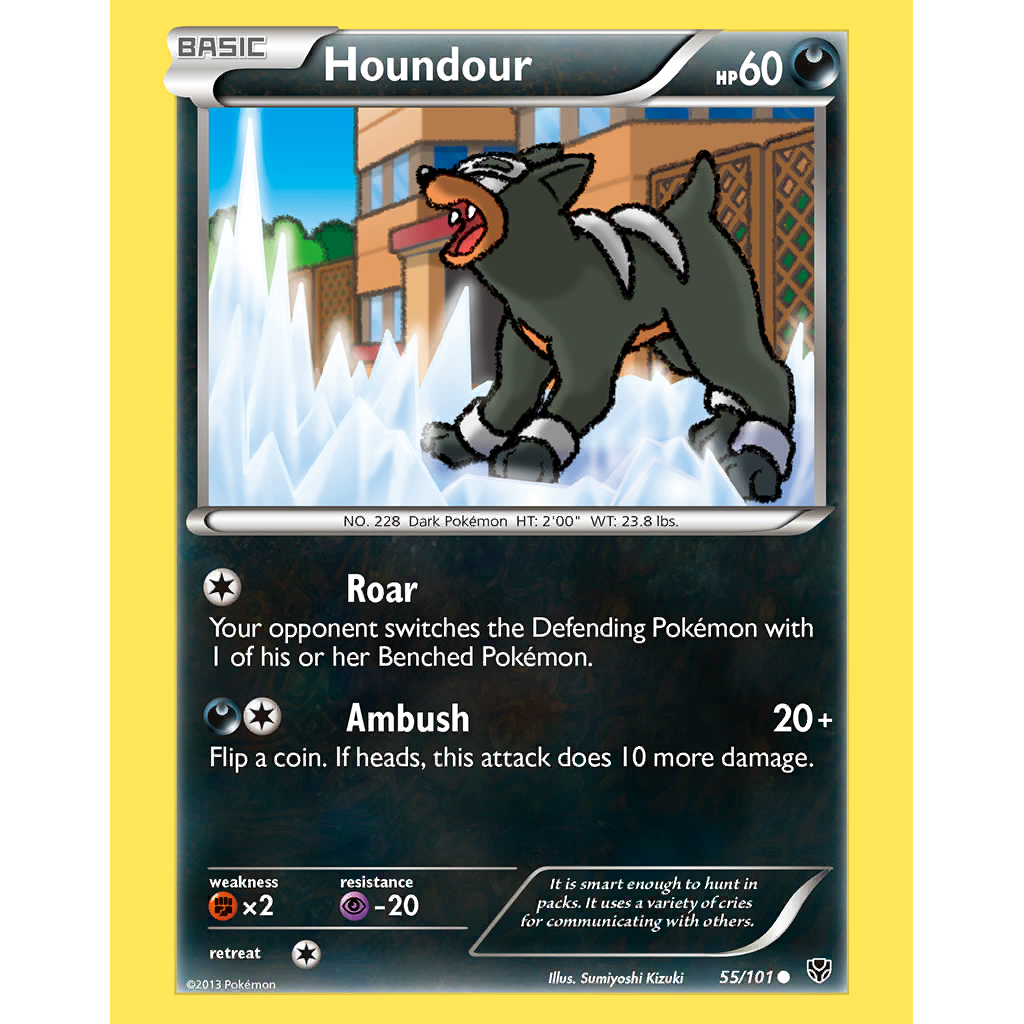 BASIC
Houndour
HP60
NO. 228 Dark Pokémon HT: 2'00" WT: 23.8 lbs.
Roar
Your opponent switches the Defending Pokémon with
1 of his or her Benched Pokémon.
Ambush 20+
Flip a coin. If heads, this attack does 10 more damage.
weakness
×2
resistance
-20
retreat
It is smart enough to hunt in
packs. It uses a variety of cries
for communicating with others.
Illus. Sumiyoshi Kizuki
55/101
©2013 Pokémon